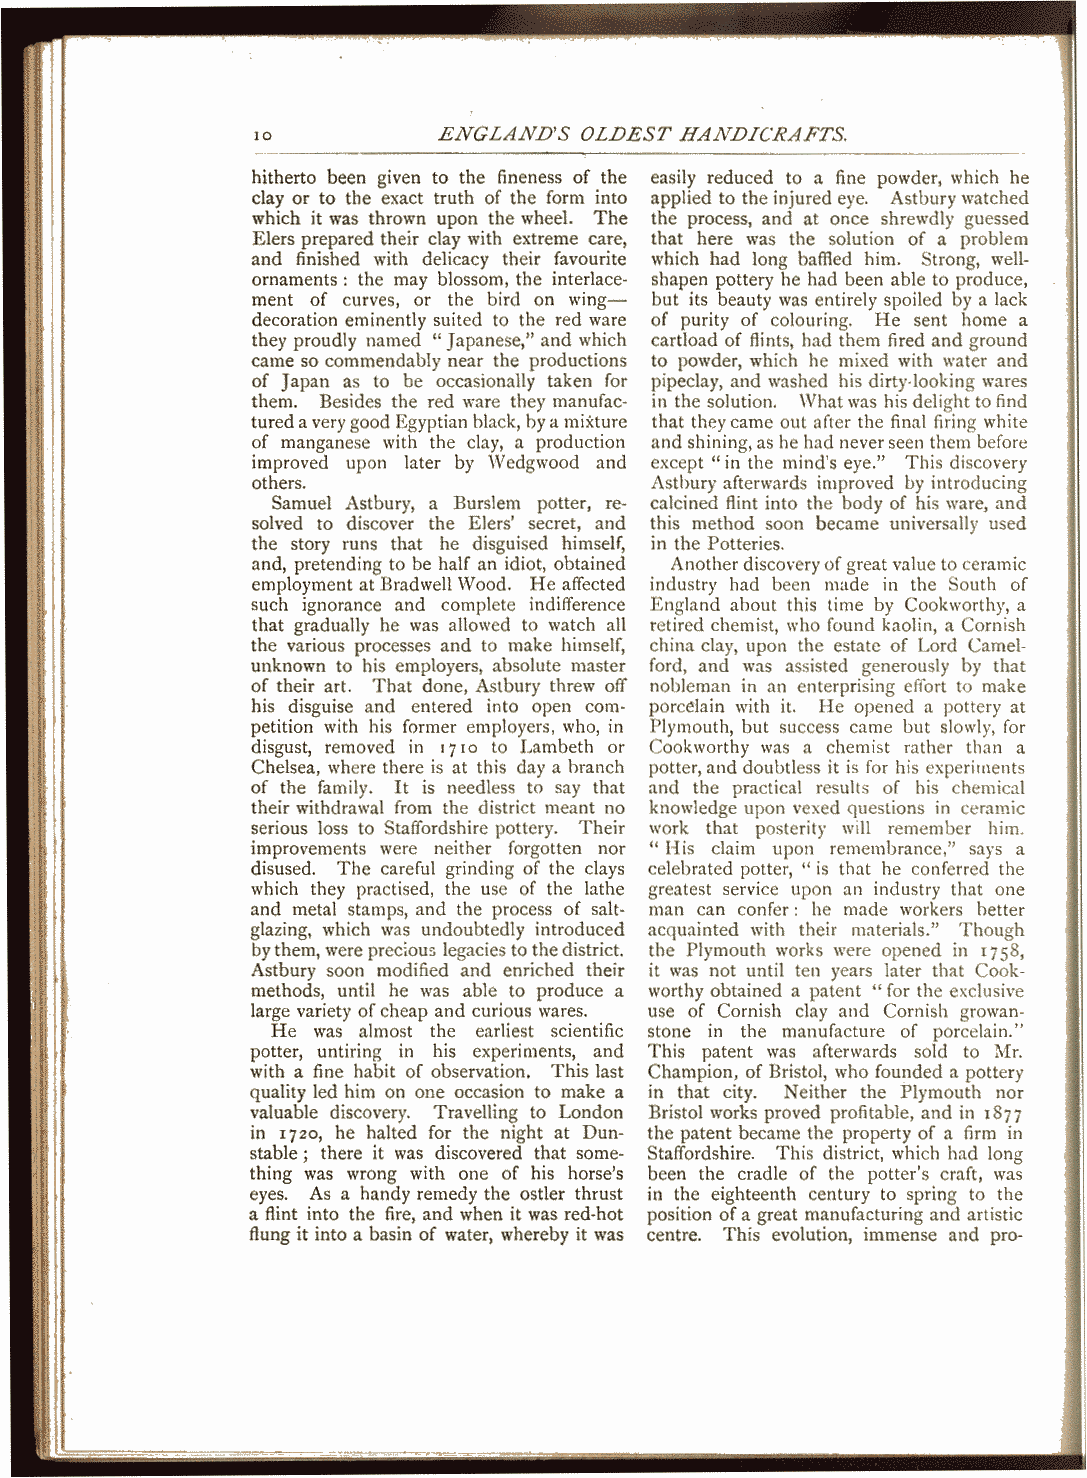 10 ENGLAND'S OLDEST HANDICRAFTS.
hitherto been given to the fineness of the
clay or to the exact truth of the form into
which it was thrown upon the wheel. The
Elers prepared their clay with extreme care,
and finished with delicacy their favourite
ornaments: the may blossom, the interlace-
ment of curves, or the bird on wing—
decoration eminently suited to the red ware
they proudly named "Japanese," and which
came so commendably near the productions
of Japan as to be occasionally taken for
them. Besides the red ware they manufac-
tured a very good Egyptian black, by a mixture
of manganese with the clay, a production
improved upon later by Wedgwood and
others.
Samuel Astbury, a Burslem potter, re-
solved to discover the Elers' secret, and
the story runs that he disguised himself,
and, pretending to be half an idiot, obtained
employment at Bradwell Wood. He affected
such ignorance and complete indifference
that gradually he was allowed to watch all
the various processes and to make himself,
unknown to his employers, absolute master
of their art. That done, Astbury threw off
his disguise and entered into open com-
petition with his former employers, who, in
disgust, removed in 1710 to Lambeth or
Chelsea, where there is at this day a branch
of the family. It is needless to say that
their withdrawal from the district meant no
serious loss to Staffordshire pottery. Their
improvements were neither forgotten nor
disused. The careful grinding of the clays
which they practised, the use of the lathe
and metal stamps, and the process of salt-
glazing, which was undoubtedly introduced
by them, were precious legacies to the district.
Astbury soon modified and enriched their
methods, until he was able to produce a
large variety of cheap and curious wares.
He was almost the earliest scientific
potter, untiring in his experiments, and
with a fine habit of observation. This last
quality led him on one occasion to make a
valuable discovery. Travelling to London
in 1720, he halted for the night at Dun-
stable; there it was discovered that some-
thing was wrong with one of his horse's
eyes. As a handy remedy the ostler thrust
a flint into the fire, and when it was red-hot
flung it into a basin of water, whereby it was
easily reduced to a fine powder, which he
applied to the injured eye. Astbury watched
the process, and at once shrewdly guessed
that here was the solution of a problem
which had long baffled him. Strong, well-
shapen pottery he had been able to produce,
but its beauty was entirely spoiled by a lack
of purity of colouring. He sent home a
cartload of flints, had them fired and ground
to powder, which he mixed with water and
pipeclay, and washed his dirty-looking wares
in the solution. What was his delight to find
that they came out after the final firing white
and shining, as he had never seen them before
except "in the mind's eye." This discovery
Astbury afterwards improved by introducing
calcined flint into the body of his ware, and
this method soon became universally used
in the Potteries.
Another discovery of great value to ceramic
industry had been made in the South of
England about this time by Cookworthy, a
retired chemist, who found kaolin, a Cornish
china clay, upon the estate of Lord Camel-
ford, and was assisted generously by that
nobleman in an enterprising effort to make
porcelain with it. He opened a pottery at
Plymouth, but success came but slowly, for
Cookworthy was a chemist rather than a
potter, and doubtless it is for his experiments
and the practical results of his chemical
knowledge upon vexed questions in ceramic
work that posterity will remember him.
"His claim upon remembrance," says a
celebrated potter, "is that he conferred the
greatest service upon an industry that one
man can confer: he made workers better
acquainted with their materials." Though
the Plymouth works were opened in 1758,
it was not until ten years later that Cook-
worthy obtained a patent "for the exclusive
use of Cornish clay and Cornish growan-
stone in the manufacture of porcelain."
This patent was afterwards sold to Mr.
Champion, of Bristol, who founded a pottery
in that city. Neither the Plymouth nor
Bristol works proved profitable, and in 1877
the patent became the property of a firm in
Staffordshire. This district, which had long
been the cradle of the potter's craft, was
in the eighteenth century to spring to the
position of a great manufacturing and artistic
centre. This evolution, immense and pro-